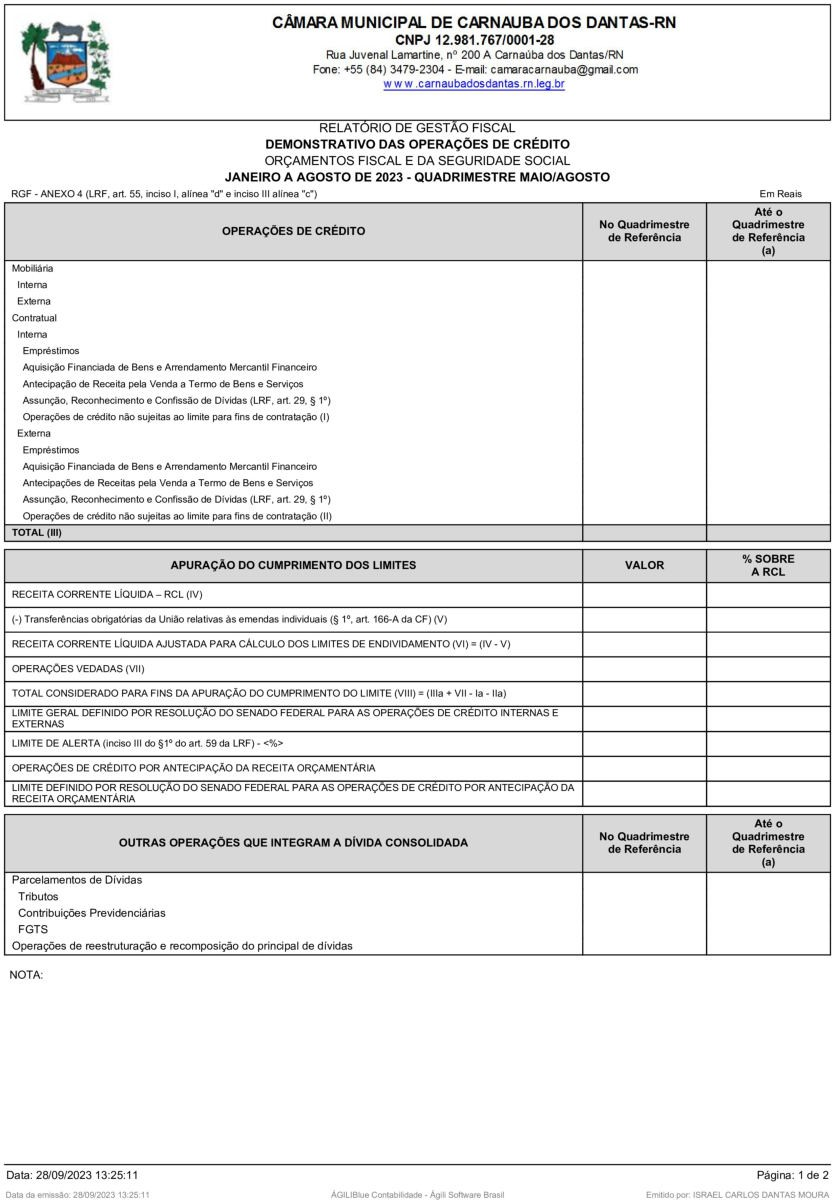 CÂMARA MUNICIPAL DE CARNAUBA DOS DANTAS-RN
CNPJ 12.981.767/0001-28
Rua Juvenal Lamartine, nº 200 A Carnaúba dos Dantas/RN
Fone: +55 (84) 3479-2304 - E-mail: camaracarnauba@gmail.com
www.carnaubadosdantas.rn.leg.br
RELATÓRIO DE GESTÃO FISCAL
DEMONSTRATIVO DAS OPERAÇÕES DE CRÉDITO
ORÇAMENTOS FISCAL E DA SEGURIDADE SOCIAL
JANEIRO A AGOSTO DE 2023 - QUADRIMESTRE MAIO/AGOSTO
RGF - ANEXO 4 (LRF, art. 55, inciso I, alínea "d" e inciso III alínea "c") Em Reais
OPERAÇÕES DE CRÉDITO
No Quadrimestre
de Referência
Até o
Quadrimestre
de Referência
(a)
Mobiliária
Interna
Externa
Contratual
Interna
Empréstimos
Aquisição Financiada de Bens e Arrendamento Mercantil Financeiro
Antecipação de Receita pela Venda a Termo de Bens e Serviços
Assunção, Reconhecimento e Confissão de Dívidas (LRF, art. 29, § 1º)
Operações de crédito não sujeitas ao limite para fins de contratação (I)
Externa
Empréstimos
Aquisição Financiada de Bens e Arrendamento Mercantil Financeiro
Antecipações de Receitas pela Venda a Termo de Bens e Serviços
Assunção, Reconhecimento e Confissão de Dívidas (LRF, art. 29, § 1º)
Operações de crédito não sujeitas ao limite para fins de contratação (II)
TOTAL (III)
APURAÇÃO DO CUMPRIMENTO DOS LIMITES
VALOR
% SOBRE
A RCL
RECEITA CORRENTE LÍQUIDA – RCL (IV)
(-) Transferências obrigatórias da União relativas às emendas individuais (§ 1º, art. 166-A da CF) (V)
RECEITA CORRENTE LÍQUIDA AJUSTADA PARA CÁLCULO DOS LIMITES DE ENDIVIDAMENTO (VI) = (IV - V)
OPERAÇÕES VEDADAS (VII)
TOTAL CONSIDERADO PARA FINS DA APURAÇÃO DO CUMPRIMENTO DO LIMITE (VIII) = (IIIa + VII - Ia - IIa)
LIMITE GERAL DEFINIDO POR RESOLUÇÃO DO SENADO FEDERAL PARA AS OPERAÇÕES DE CRÉDITO INTERNAS E
EXTERNAS
LIMITE DE ALERTA (inciso III do §1º do art. 59 da LRF) - <%>
OPERAÇÕES DE CRÉDITO POR ANTECIPAÇÃO DA RECEITA ORÇAMENTÁRIA
LIMITE DEFINIDO POR RESOLUÇÃO DO SENADO FEDERAL PARA AS OPERAÇÕES DE CRÉDITO POR ANTECIPAÇÃO DA
RECEITA ORÇAMENTÁRIA
OUTRAS OPERAÇÕES QUE INTEGRAM A DÍVIDA CONSOLIDADA
No Quadrimestre
de Referência
Até o
Quadrimestre
de Referência
(a)
Parcelamentos de Dívidas
Tributos
Contribuições Previdenciárias
FGTS
Operações de reestruturação e recomposição do principal de dívidas
NOTA:
Data: 28/09/2023 13:25:11 Página: 1 de 2
Data da emissão: 28/09/2023 13:25:11 ÁGILIBlue Contabilidade - Ágili Software Brasil Emitido por: ISRAEL CARLOS DANTAS MOURA